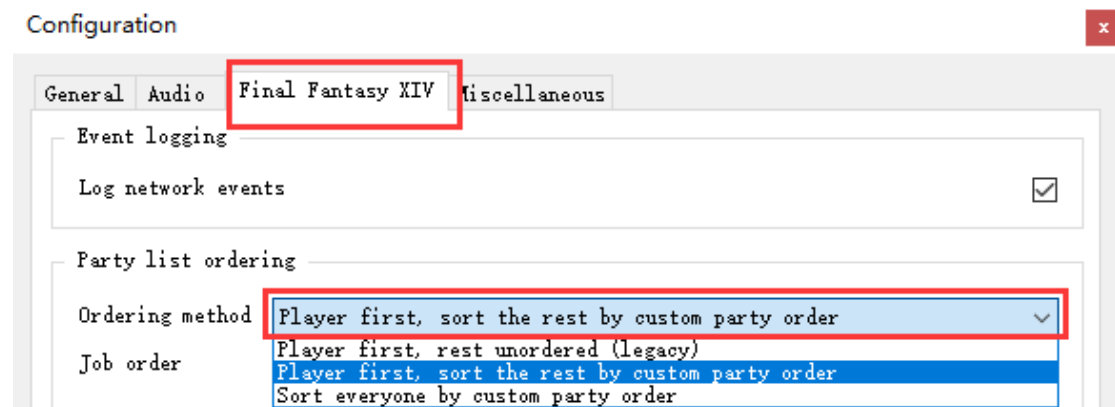 Configuration
x
General Audio Final Fantasy XIV Miscellaneous
Event logging
Log network events
Party list ordering
Ordering method Player first, sort the rest by custom party order
Player first, rest unordered (legacy)
Job order
Player first, sort the rest by custom party order
Sort everyone by custom party order